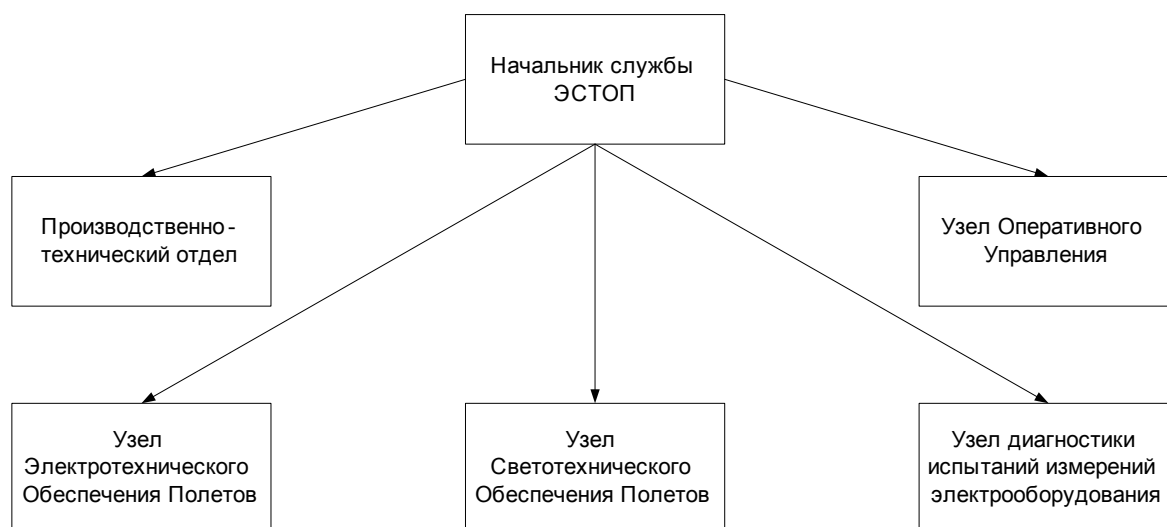 Начальник службы
ЭСТОП
Производственно-
технический отдел
Узел Оперативного
Управления
Узел
Электротехнического
Обеспечения Полетов
Узел
Светотехнического
Обеспечения Полетов
Узел диагностики
испытаний измерений
электрооборудования